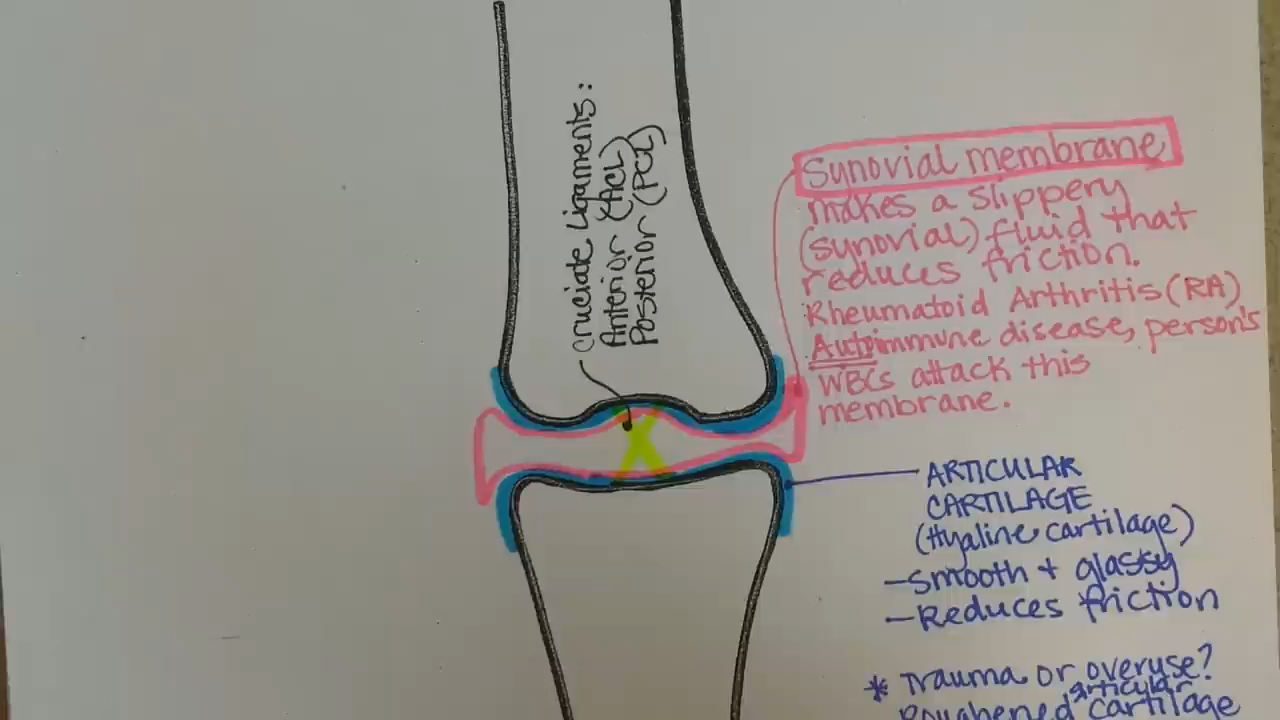 Cruciate Ligaments:
Anterior (ACL)
Posterior (PCL)
Synovial membrane
makes a slippery
(synovial) fluid that
reduces friction.
Rheumatoid Arthritis (RA)
Autoimmune disease, person's
WBCs attack this
membrane.
ARTICULAR
CARTILAGE
(Hyaline cartilage)
-Smooth + glassy
-Reduces friction
* Trauma or overuse?
articular
Roughened cartilage